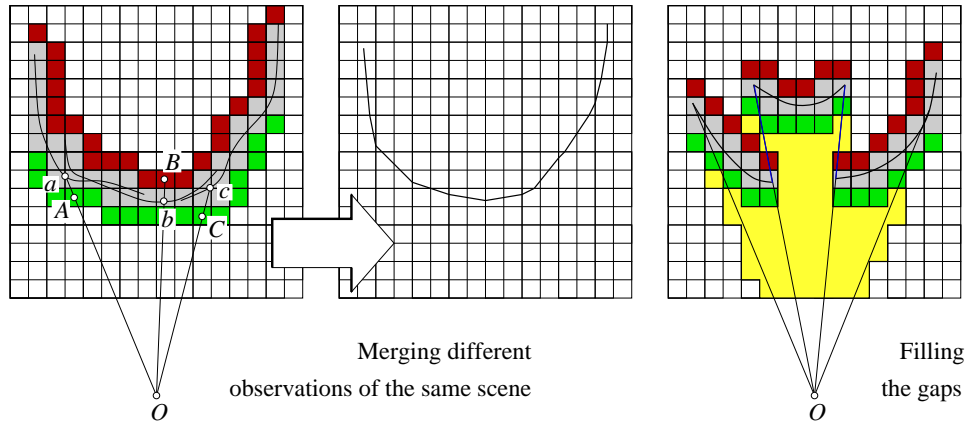 B
a
c
A
b
C
Merging different
observations of the same scene
O
Filling
the gaps
O